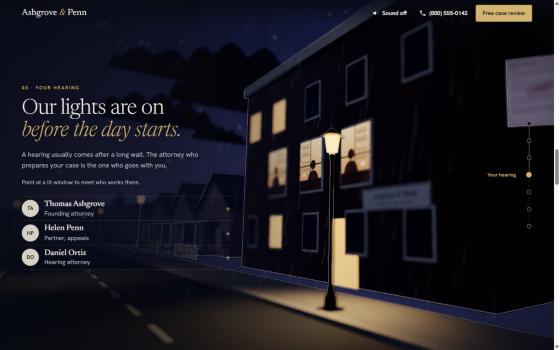 Ashgrove & Penn
Sound off
(800) 555-0142
Free case review
03 · YOUR HEARING
Our lights are on
before the day starts.
A hearing usually comes after a long wait. The attorney who
prepares your case is the one who goes with you.
Point at a lit window to meet who works there.
TA
Thomas Ashgrove
Founding attorney
HP
Helen Penn
Partner, appeals
DO
Daniel Ortiz
Hearing attorney
Your hearing